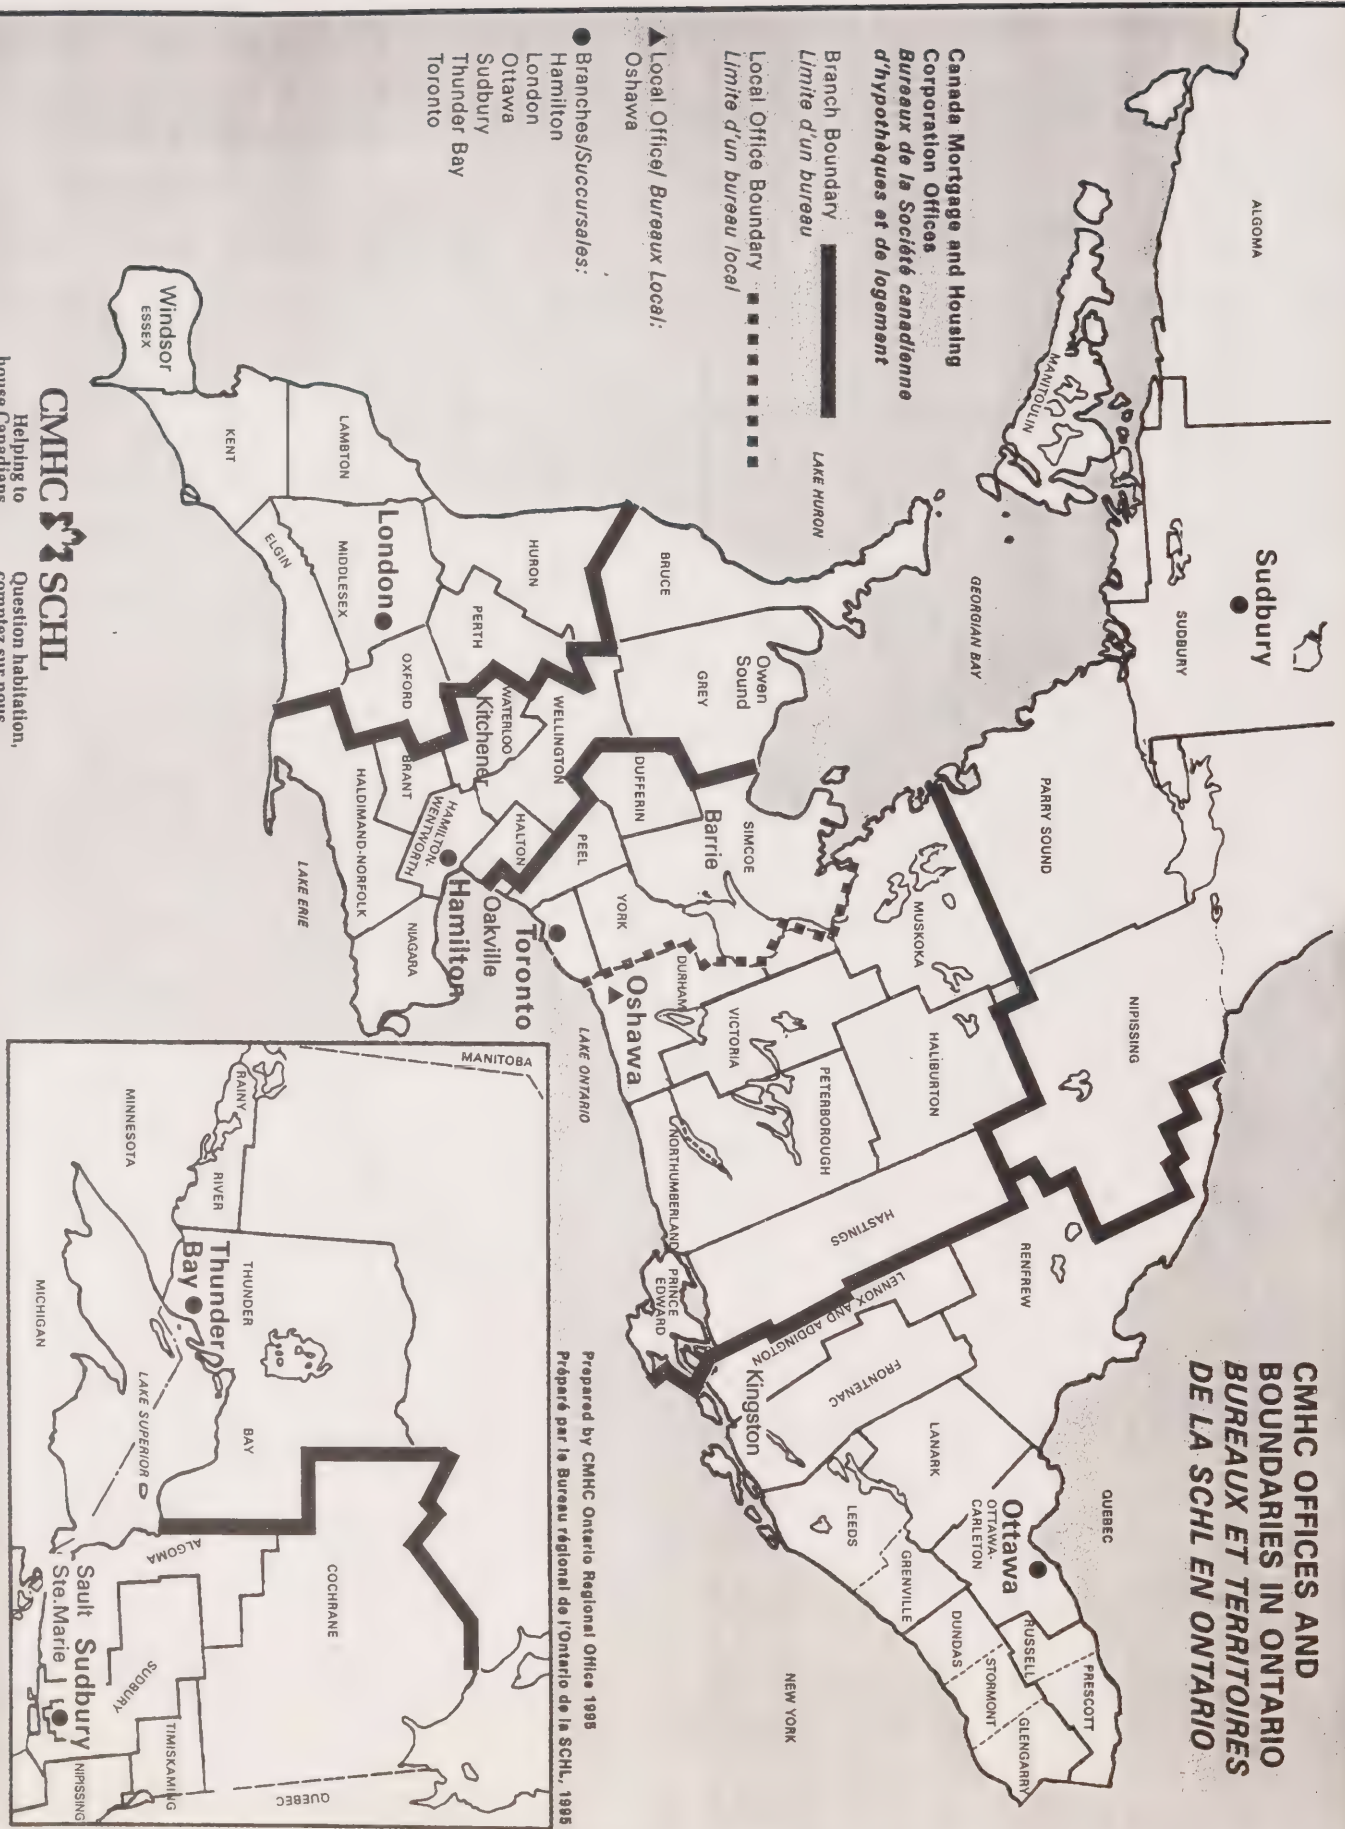 CMHC OFFICES AND
BOUNDARIES IN ONTARIO
BUREAUX ET TERRITOIRES
DE LA SCHL EN ONTARIO
Canada Mortgage and Housing
Corporation Offices
Bureaux de la Société canadienne
d'hypothèques et de logement
Branch Boundary
Limite d'un bureau
Local Office Boundary
Limite d'un bureau local
▲ Local Office/ Bureaux Local:
Oshawa
● Branches/Succursales:
Hamilton
London
Ottawa
Sudbury
Thunder Bay
Toronto
ALGOMA
Sudbury
SUDBURY
MANITOULIN
LAKE HURON
GEORGIAN BAY
PARRY SOUND
NIPISSING
MUSKOKA
HALIBURTON
RENFREW
QUEBEC
BRUCE
Owen
Sound
GREY
SIMCOE
Barrie
DUFFERIN
WELLINGTON
HURON
PERTH
WATERLOO
Kitchener
LAMBTON
London
MIDDLESEX
OXFORD
KENT
ELGIN
Windsor
ESSEX
BRANT
HALDIMAND-NORFOLK
HAMILTON-
WENTWORTH
Hamilton
NIAGARA
LAKE ERIE
HALTON
Oakville
PEEL
YORK
Toronto
DURHAM
Oshawa
LAKE ONTARIO
VICTORIA
PETERBOROUGH
NORTHUMBERLAND
HASTINGS
PRINCE
EDWARD
LENNOX AND ADDINGTON
FRONTENAC
Kingston
LANARK
LEEDS
GRENVILLE
Ottawa
OTTAWA-
CARLETON
DUNDAS
RUSSELL
STORMONT
PRESCOTT
GLENGARRY
NEW YORK
Prepared by CMHC Ontario Regional Office 1995
Préparé par le Bureau régional de l'Ontario de la SCHL, 1995
MANITOBA
RAINY
RIVER
MINNESOTA
THUNDER
BAY
Thunder
Bay
MICHIGAN
LAKE SUPERIOR
COCHRANE
ALGOMA
Sault
Ste.Marie
Sudbury
SUDBURY
TIMISKAMING
NIPISSING
QUEBEC
CMHC SCHL
Helping to
house Canadians
Question habitation,
comptez sur nous